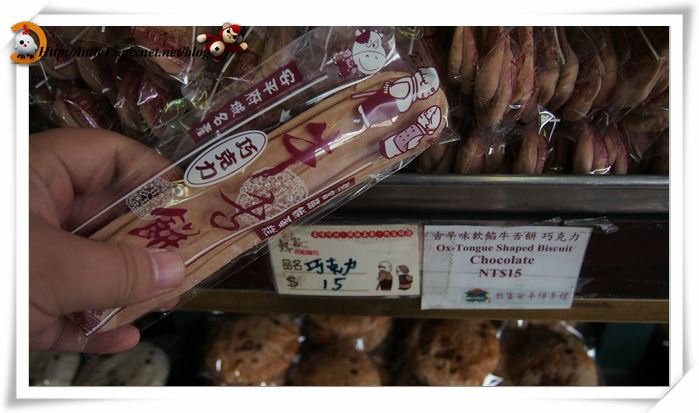 Http://little15.pixnet.net/blog
安平府城名產
巧克力
牛舌餅
品名 巧克力
$ 15
古早味軟餡牛舌餅 巧克力
Ox-Tongue Shaped Biscuit
Chocolate
NT$15